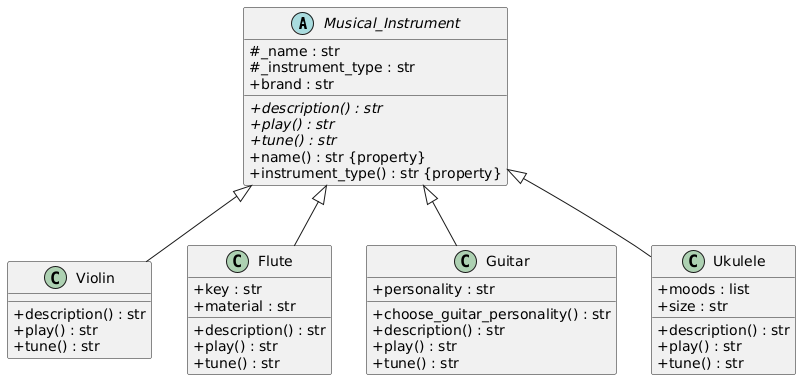 A Musical_Instrument
#_name : str
#_instrument_type : str
+brand : str
+description() : str
+play() : str
+tune() : str
+name() : str {property}
+instrument_type() : str {property}
C Violin
+description() : str
+play() : str
+tune() : str
C Flute
+key : str
+material : str
+description() : str
+play() : str
+tune() : str
C Guitar
+personality : str
+choose_guitar_personality() : str
+description() : str
+play() : str
+tune() : str
C Ukulele
+moods : list
+size : str
+description() : str
+play() : str
+tune() : str